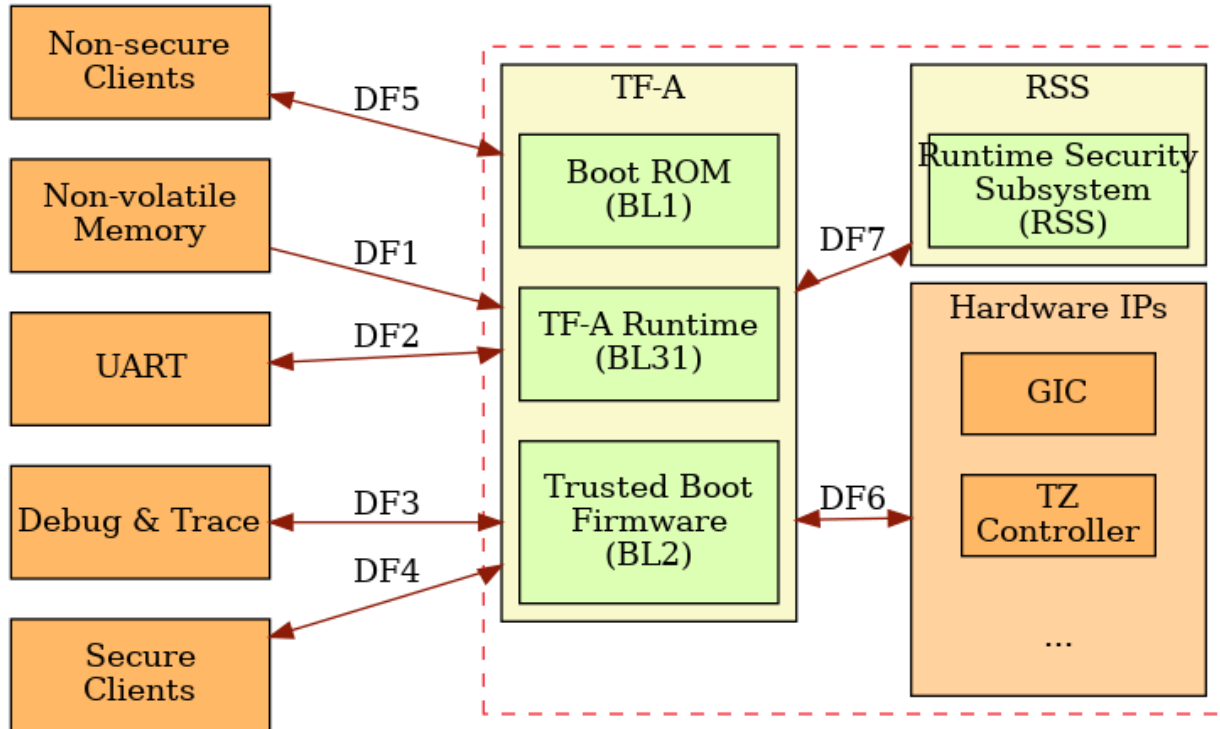 Non-secure
Clients
Non-volatile
Memory
UART
Debug & Trace
Secure
Clients
DF5
DF1
DF2
DF3
DF4
TF-A
Boot ROM
(BL1)
TF-A Runtime
(BL31)
Trusted Boot
Firmware
(BL2)
DF7
DF6
RSS
Runtime Security
Subsystem
(RSS)
Hardware IPs
GIC
TZ
Controller
...